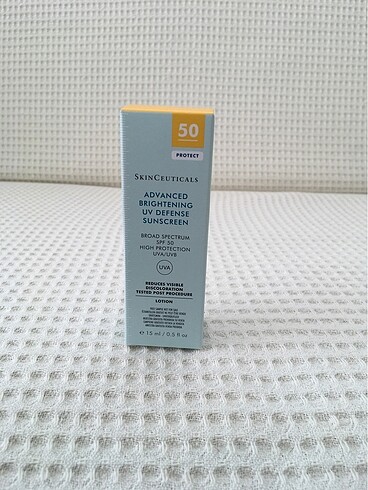 50
PROTECT
SKINCEUTICALS
ADVANCED
BRIGHTENING
UV DEFENSE
SUNSCREEN
BROAD SPECTRUM
SPF 50
HIGH PROTECTION
UVA/UVB
UVA
REDUCES VISIBLE
DISCOLORATION
TESTED POST PROCEDURE
LOTION
e 15 ml / 0.5 fl oz